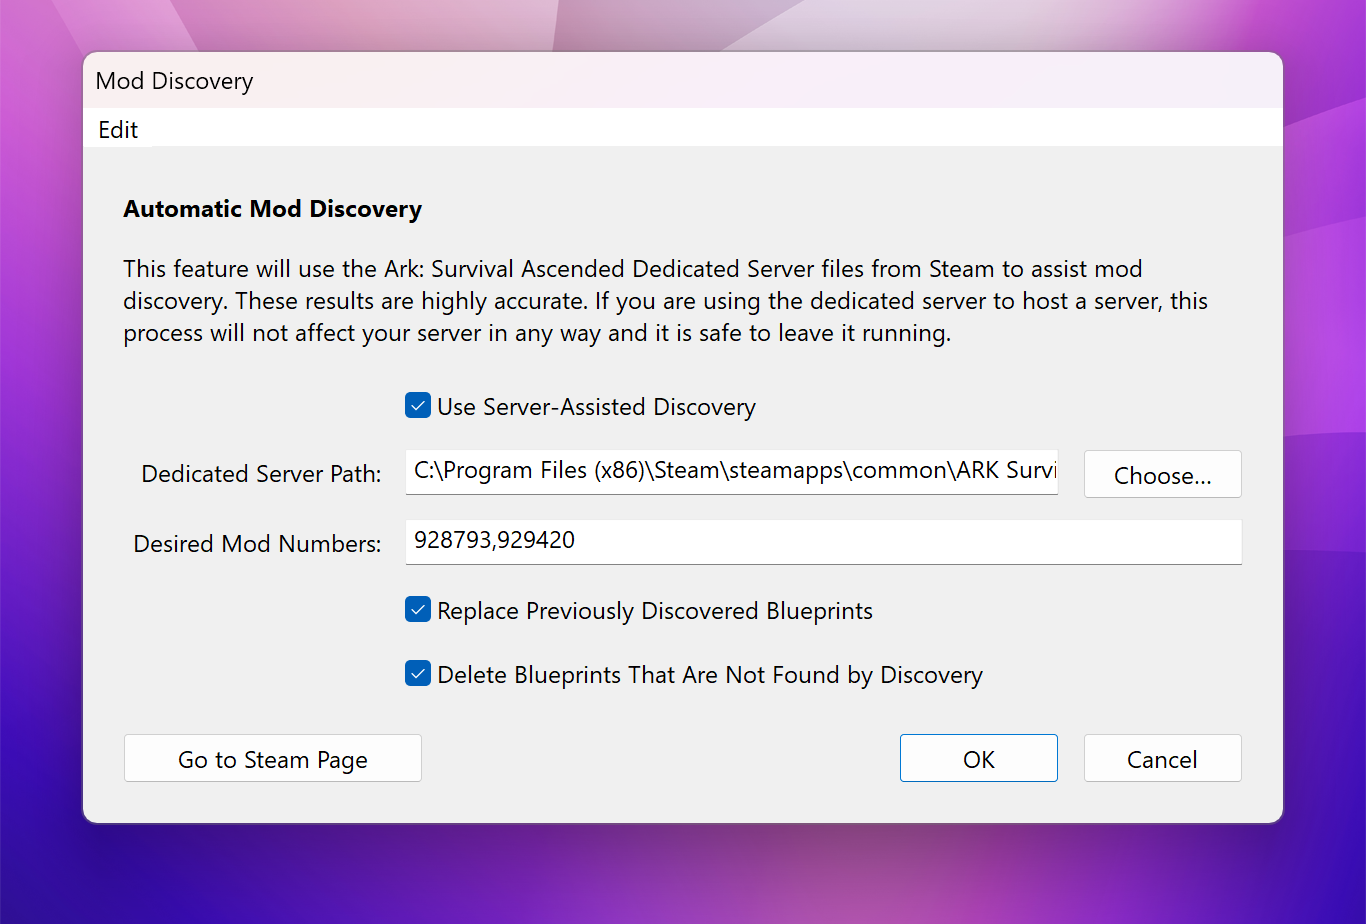 Mod Discovery
Edit
Automatic Mod Discovery
This feature will use the Ark: Survival Ascended Dedicated Server files from Steam to assist mod
discovery. These results are highly accurate. If you are using the dedicated server to host a server, this
process will not affect your server in any way and it is safe to leave it running.
Use Server-Assisted Discovery
Dedicated Server Path: C:\Program Files (x86)\Steam\steamapps\common\ARK Survi Choose...
Desired Mod Numbers: 928793,929420
Replace Previously Discovered Blueprints
Delete Blueprints That Are Not Found by Discovery
Go to Steam Page OK Cancel